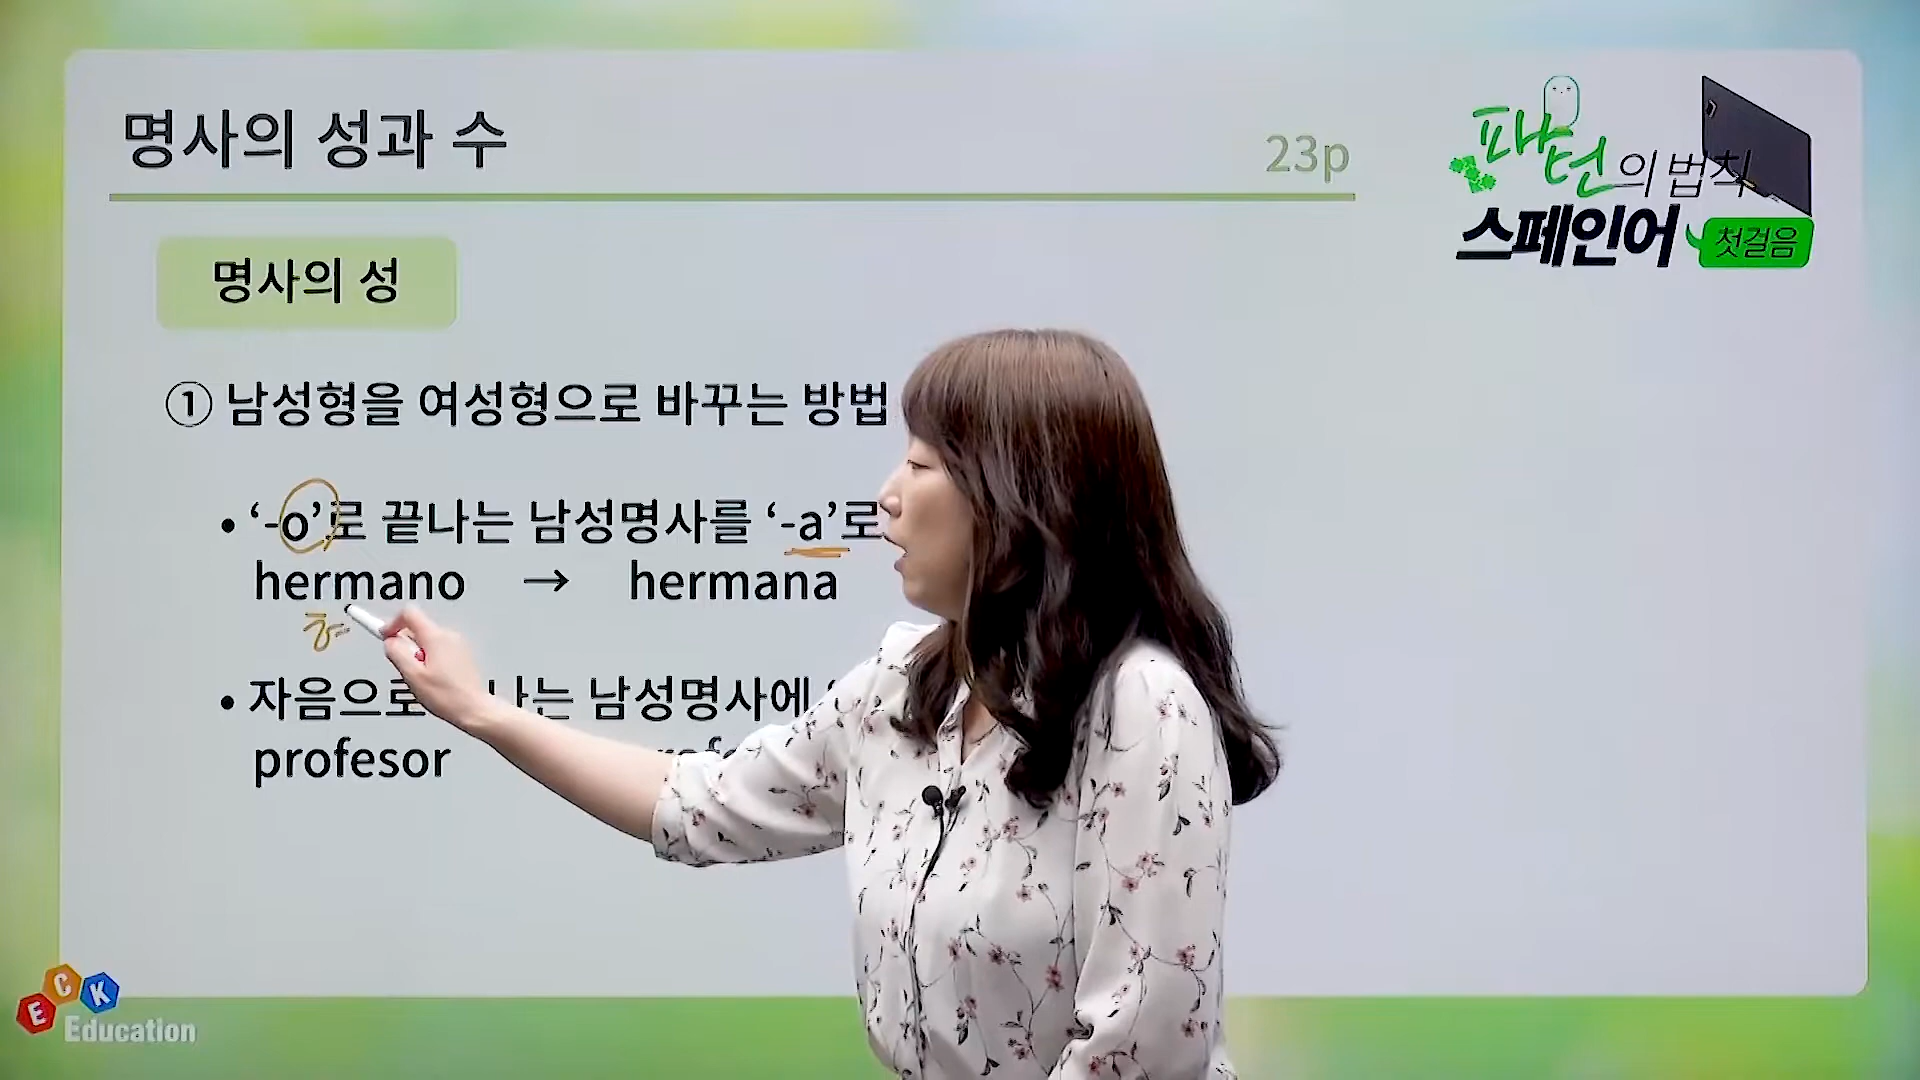 명사의 성과 수
23p
패턴의 법칙
스페인어 첫걸음
명사의 성
① 남성형을 여성형으로 바꾸는 방법
• ‘-o’로 끝나는 남성명사를 ‘-a’로
hermano → hermana
• 자음으로 나는 남성명사에
profesor
ECK
Education